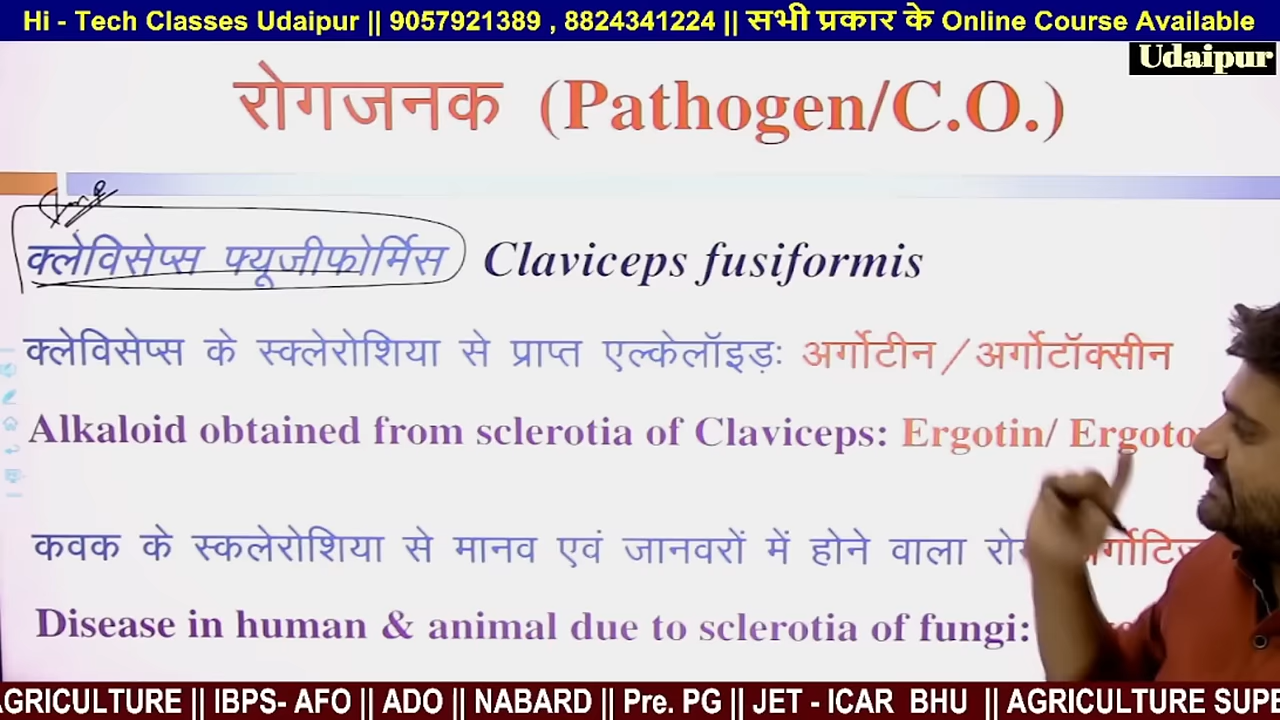 Hi - Tech Classes Udaipur || 9057921389 , 8824341224 || सभी प्रकार के Online Course Available
Udaipur
रोगजनक (Pathogen/C.O.)
क्लेविसेप्स फ्यूजीफोर्मिस Claviceps fusiformis
क्लेविसेप्स के स्क्लेरोशिया से प्राप्त एल्केलॉइड़ः अर्गोटीन / अर्गोटॉक्सीन
Alkaloid obtained from sclerotia of Claviceps: Ergotin/
कवक के स्कलेरोशिया से मानव एवं जानवरों में होने वाला
Disease in human & animal due to sclerotia of fungi:
AGRICULTURE || IBPS- AFO || ADO || NABARD || Pre. PG || JET - ICAR BHU || AGRICULTURE SUPE